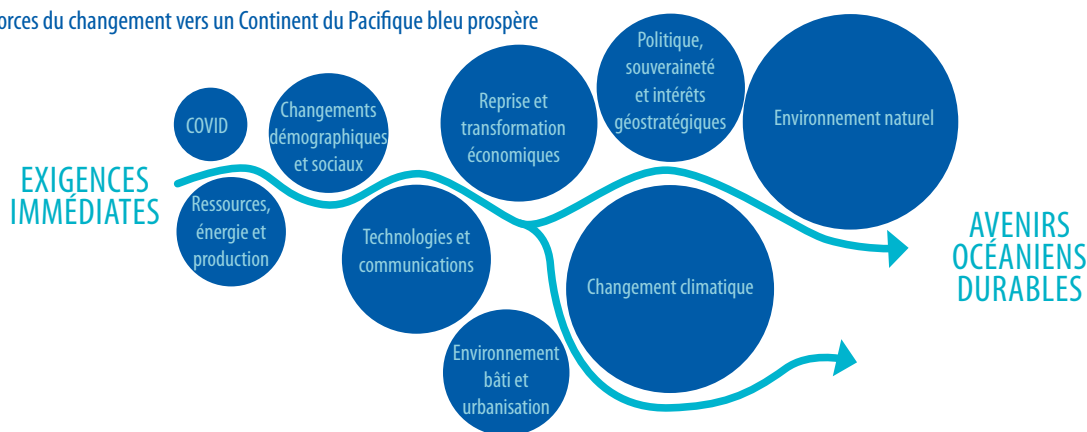 orces du changement vers un Continent du Pacifique bleu prospère
EXIGENCES
IMMÉDIATES
COVID
Ressources,
énergie et
production
Changements
démographiques
et sociaux
Technologies et
communications
Reprise et
transformation
économiques
Environnement
bâti et
urbanisation
Politique,
souveraineté
et intérêts
géostratégiques
Changement climatique
Environnement naturel
AVENIRS
OCÉANIENS
DURABLES